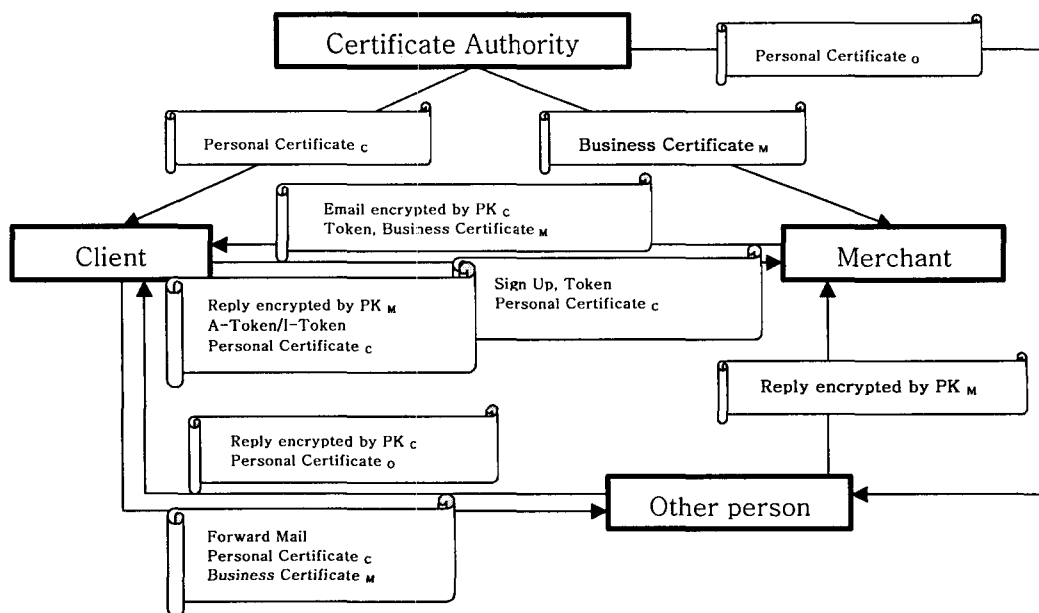 Certificate Authority
Personal Certificate O
Personal Certificate C
Business Certificate M
Email encrypted by PK C
Token, Business Certificate M
Client
Merchant
Sign Up, Token
Personal Certificate C
Reply encrypted by PK M
A-Token/I-Token
Personal Certificate C
Reply encrypted by PK M
Reply encrypted by PK C
Personal Certificate O
Other person
Forward Mail
Personal Certificate C
Business Certificate M